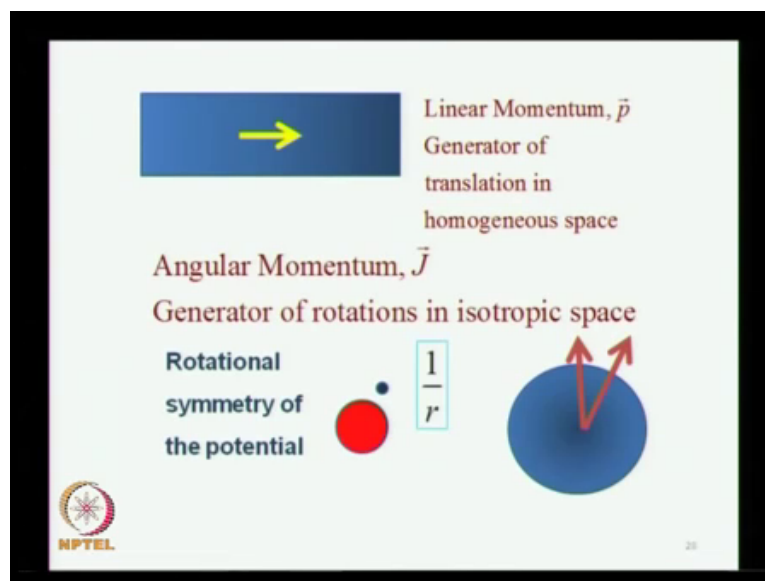 Linear Momentum, p⃗
Generator of
translation in
homogeneous space
Angular Momentum, J⃗
Generator of rotations in isotropic space
Rotational
symmetry of
the potential
1
r
NPTEL
20